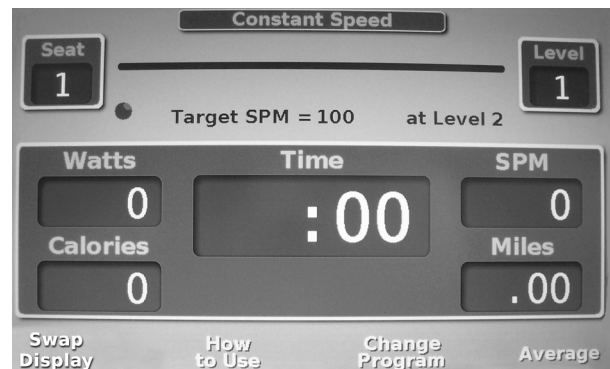 Constant Speed
Seat
1
Level
1
Target SPM = 100 at Level 2
Watts
0
Time
:00
SPM
0
Calories
0
Miles
.00
Swap
Display
How
to Use
Change
Program
Average